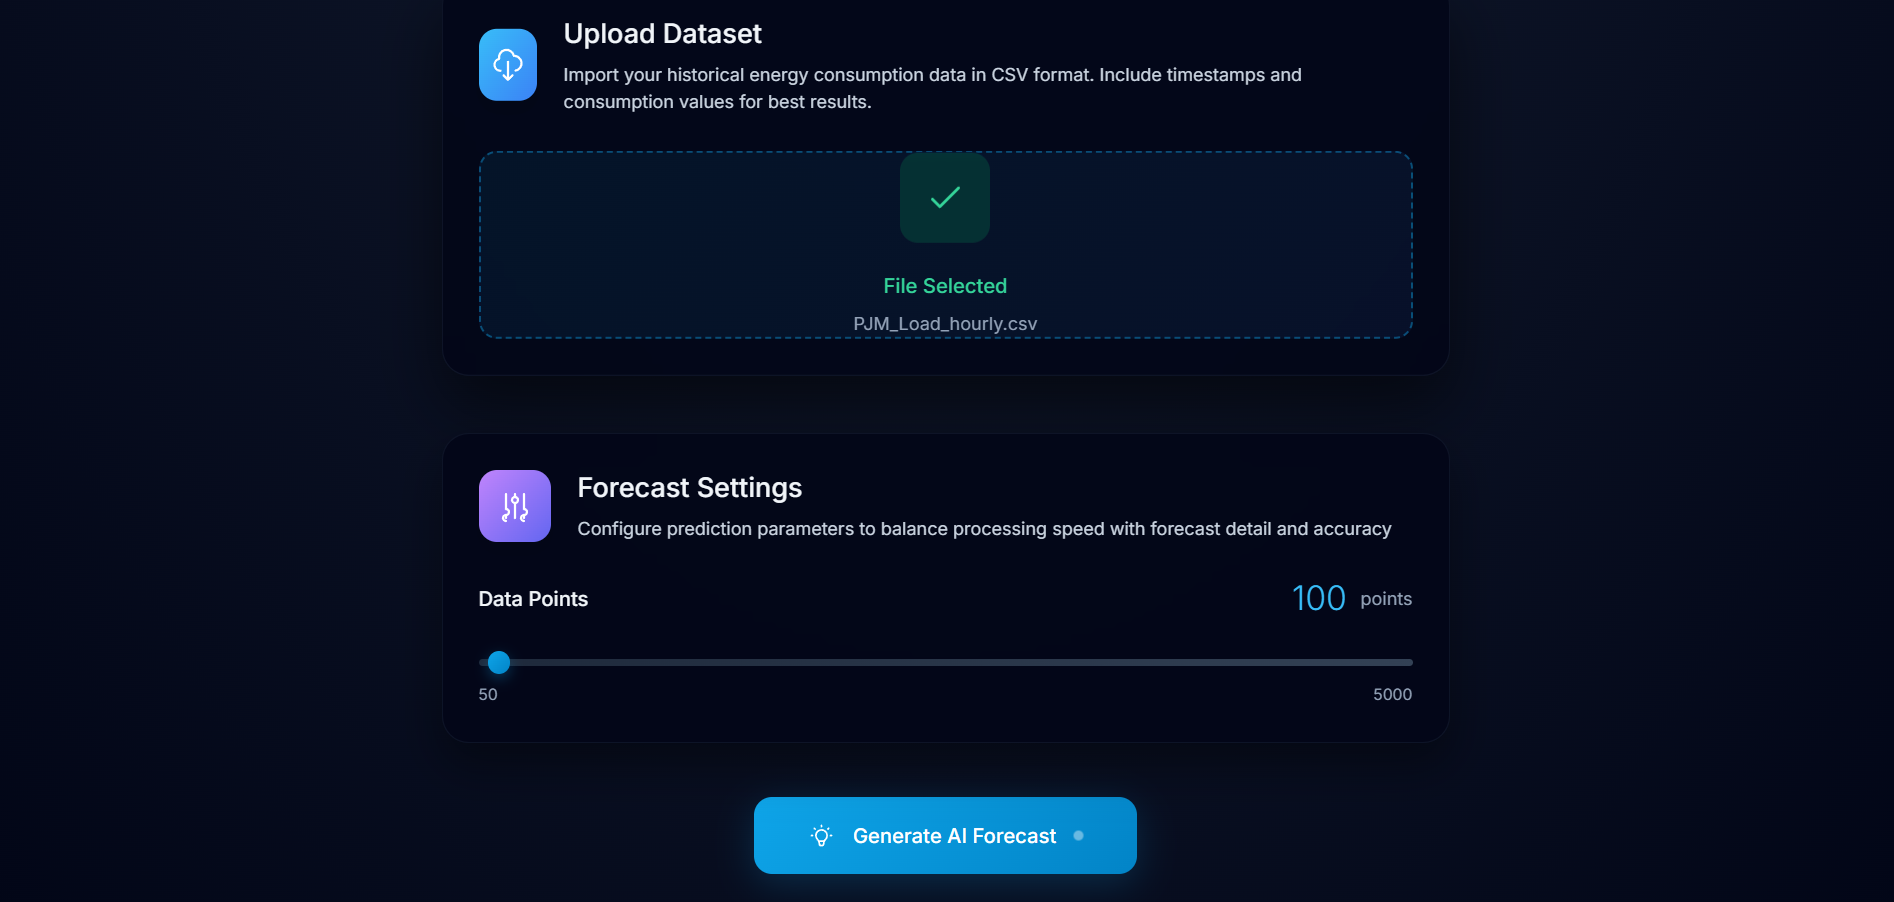 Upload Dataset
Import your historical energy consumption data in CSV format. Include timestamps and
consumption values for best results.
File Selected
PJM_Load_hourly.csv
Forecast Settings
Configure prediction parameters to balance processing speed with forecast detail and accuracy
Data Points
100 points
50
5000
Generate AI Forecast